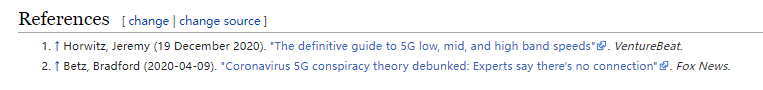 References [ change | change source ]
1. ↑ Horwitz, Jeremy (19 December 2020). "The definitive guide to 5G low, mid, and high band speeds". VentureBeat.
2. ↑ Betz, Bradford (2020-04-09). "Coronavirus 5G conspiracy theory debunked: Experts say there's no connection". Fox News.